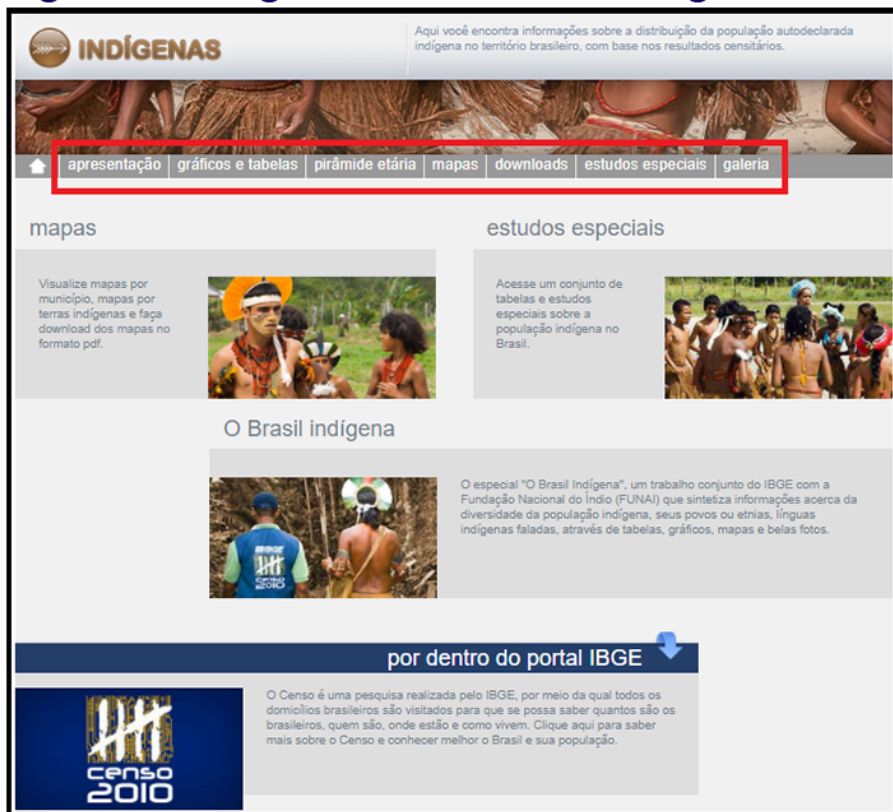 INDÍGENAS
Aqui você encontra informações sobre a distribuição da população autodeclarada
indígena no território brasileiro, com base nos resultados censitários.
apresentação gráficos e tabelas pirâmide etária mapas downloads estudos especiais galeria
mapas
Visualize mapas por
município, mapas por
terras indígenas e faça
download dos mapas no
formato pdf.
estudos especiais
Acesse um conjunto de
tabelas e estudos
especiais sobre a
população indígena no
Brasil.
O Brasil indígena
IBGE
CENSO
2010
O especial "O Brasil Indígena", um trabalho conjunto do IBGE com a
Fundação Nacional do Índio (FUNAI) que sintetiza informações acerca da
diversidade da população indígena, seus povos ou etnias, línguas
indígenas faladas, através de tabelas, gráficos, mapas e belas fotos.
por dentro do portal IBGE
censo
2010
O Censo é uma pesquisa realizada pelo IBGE, por meio da qual todos os
domicílios brasileiros são visitados para que se possa saber quantos são os
brasileiros, quem são, onde estão e como vivem. Clique aqui para saber
mais sobre o Censo e conhecer melhor o Brasil e sua população.